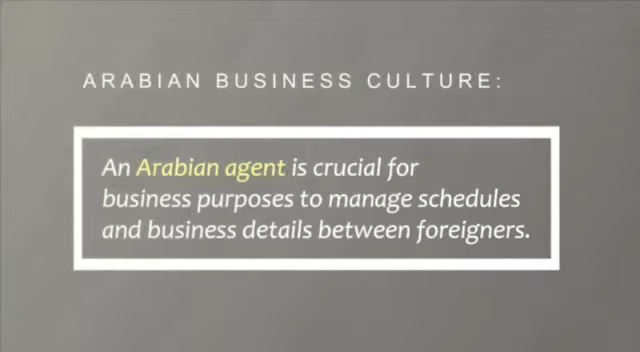 ARABIAN BUSINESS CULTURE:
An Arabian agent is crucial for
business purposes to manage schedules
and business details between foreigners.